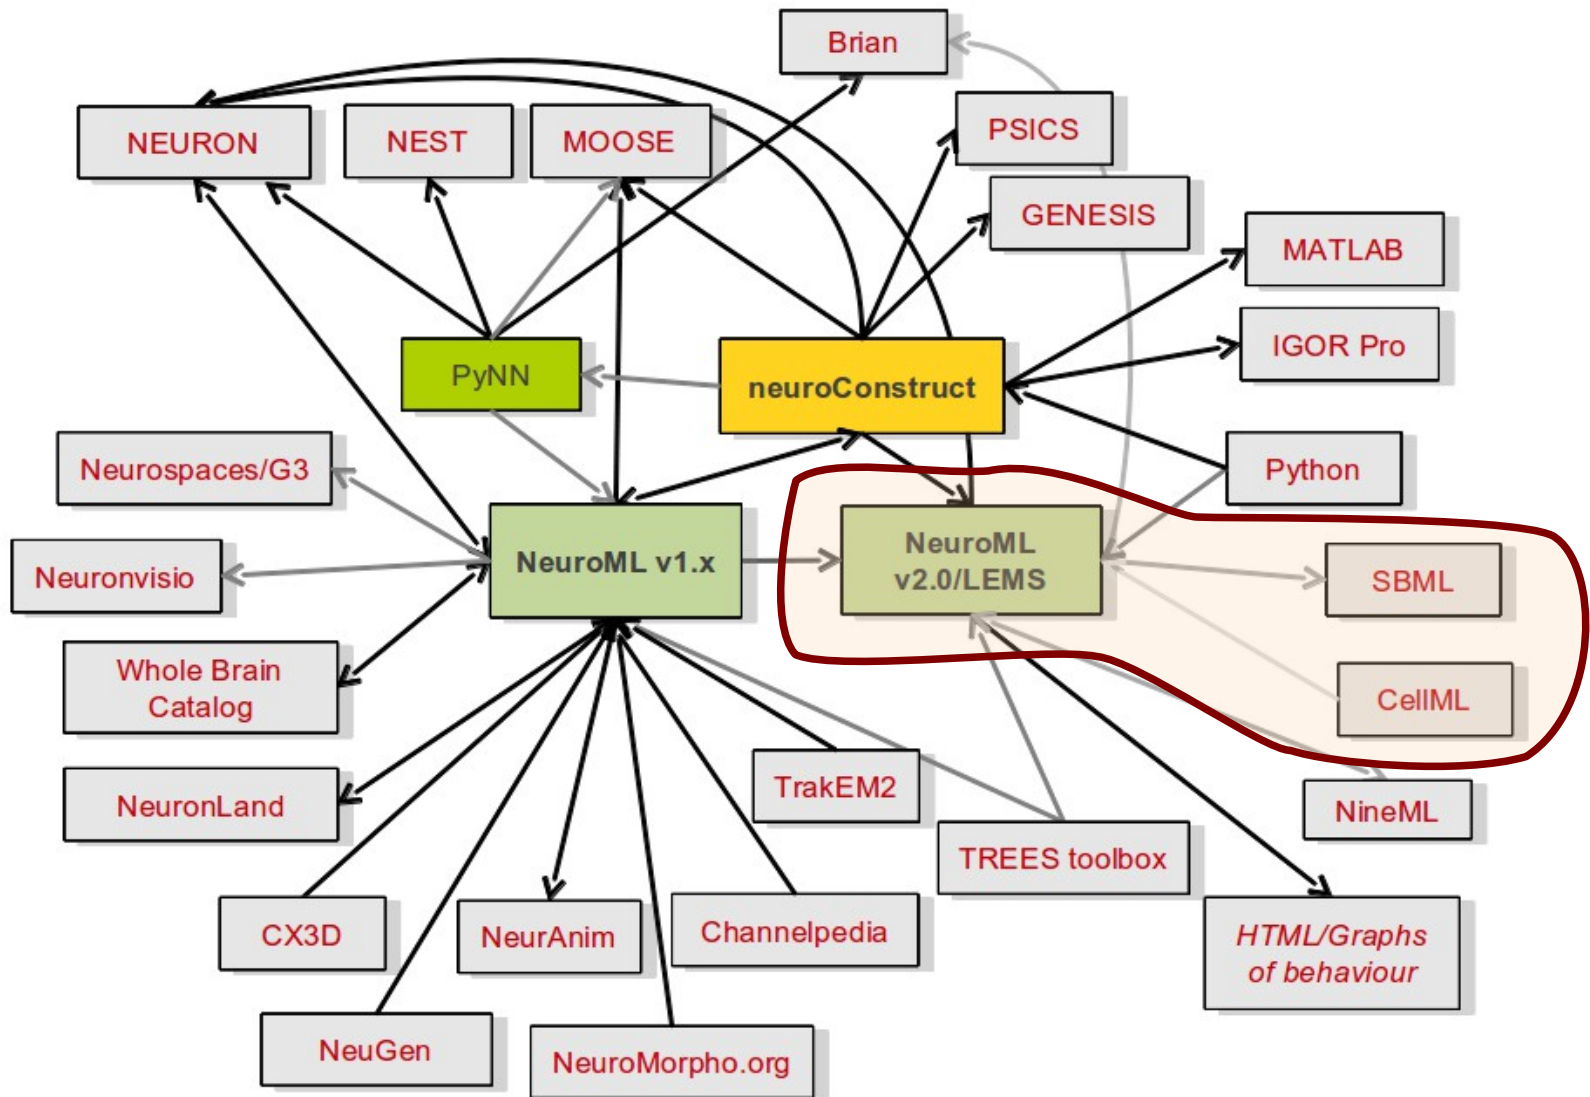 Brian
NEURON
NEST
MOOSE
PSICS
GENESIS
MATLAB
IGOR Pro
PyNN
neuroConstruct
Python
Neurospaces/G3
NeuroML v1.x
NeuroML
v2.0/LEMS
Neuronvisio
SBML
Whole Brain
Catalog
CellML
NeuronLand
TrakEM2
NineML
TREES toolbox
CX3D
NeurAnim
Channelpedia
HTML/Graphs
of behaviour
NeuGen
NeuroMorpho.org